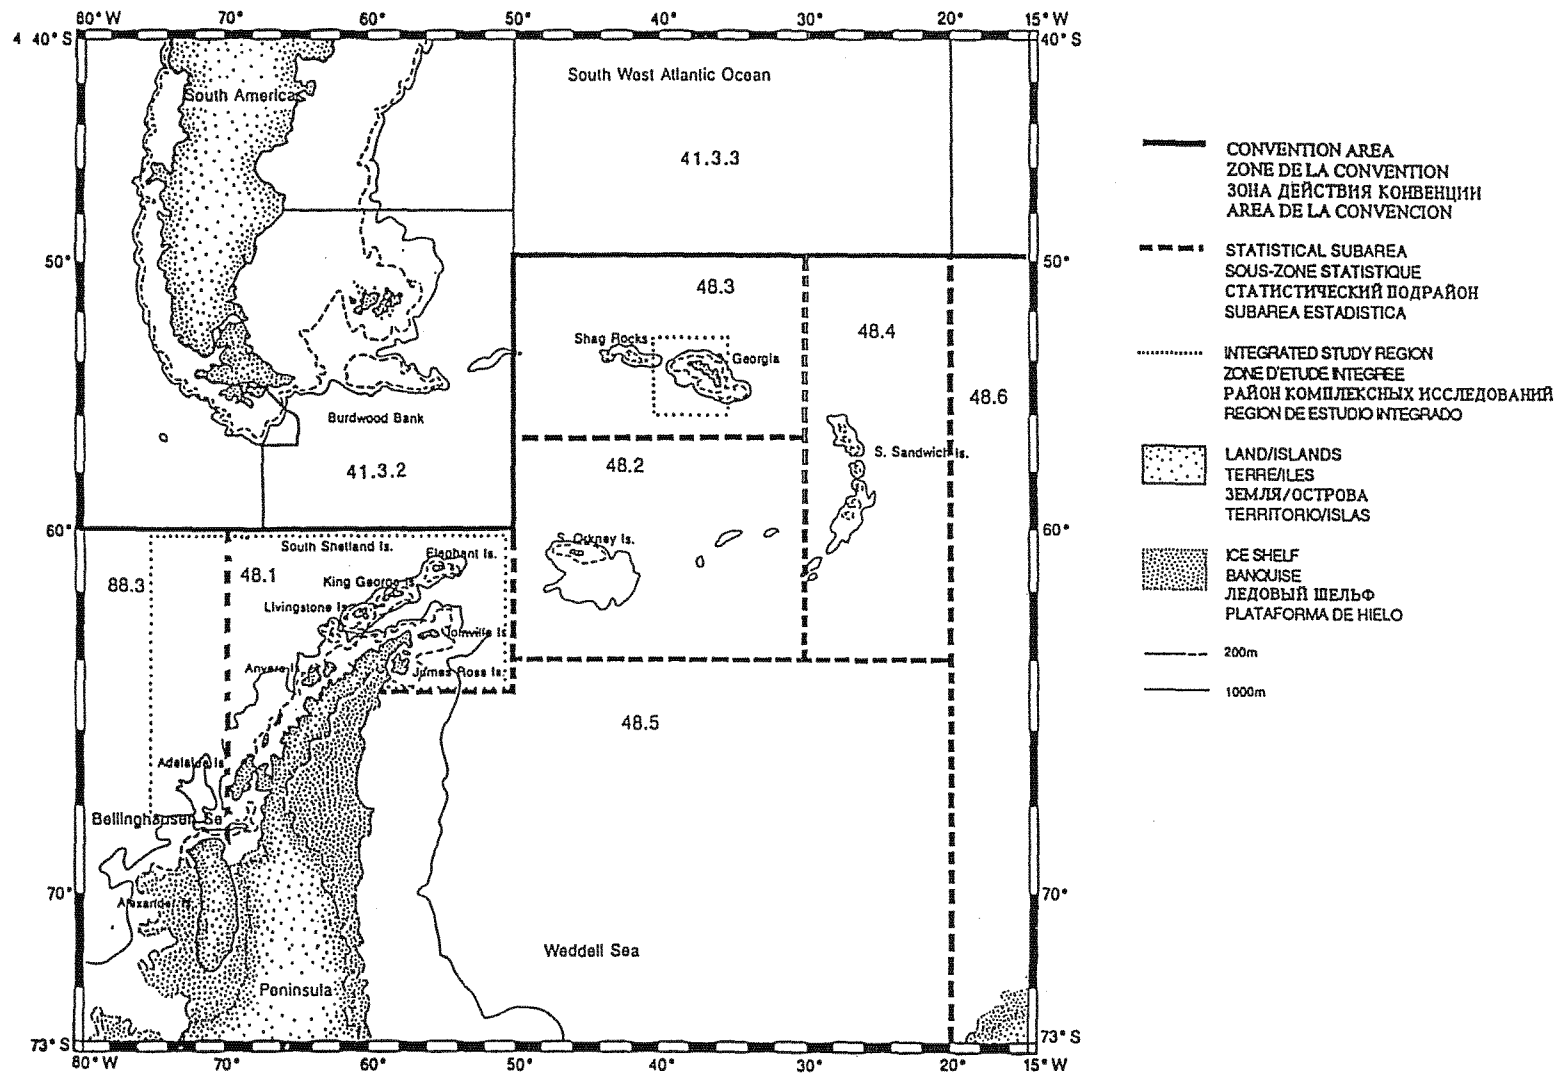 80° W 70° 60° 50° 40° 30° 20° 15° W
4 40° S
40° S
South America
South West Atlantic Ocean
41.3.3
50°
50°
48.3
48.4
Shag Rocks
Georgia
48.6
Burdwood Bank
S. Sandwich Is.
41.3.2
48.2
60°
60°
South Shetland Is.
S. Orkney Is.
Elephant Is.
48.1
88.3
King George Is.
Livingstone Is.
Joinville Is
Anvers Is.
James Ross Is.
48.5
Adelaide Is.
Bellinghausen Se
70°
70°
Alexander Is.
Weddell Sea
Peninsula
73° S
73° S
80° W 70° 60° 50° 40° 30° 20° 15° W
CONVENTION AREA
ZONE DE LA CONVENTION
ЗОНА ДЕЙСТВИЯ КОНВЕНЦИИ
AREA DE LA CONVENCION
STATISTICAL SUBAREA
SOUS-ZONE STATISTIQUE
СТАТИСТИЧЕСКИЙ ПОДРАЙОН
SUBAREA ESTADISTICA
INTEGRATED STUDY REGION
ZONE D'ETUDE INTEGREE
РАЙОН КОМПЛЕКСНЫХ ИССЛЕДОВАНИЙ
REGION DE ESTUDIO INTEGRADO
LAND/ISLANDS
TERRE/ILES
ЗЕМЛЯ/ОСТРОВА
TERRITORIO/ISLAS
ICE SHELF
BANQUISE
ЛЕДОВЫЙ ШЕЛЬФ
PLATAFORMA DE HIELO
200m
1000m